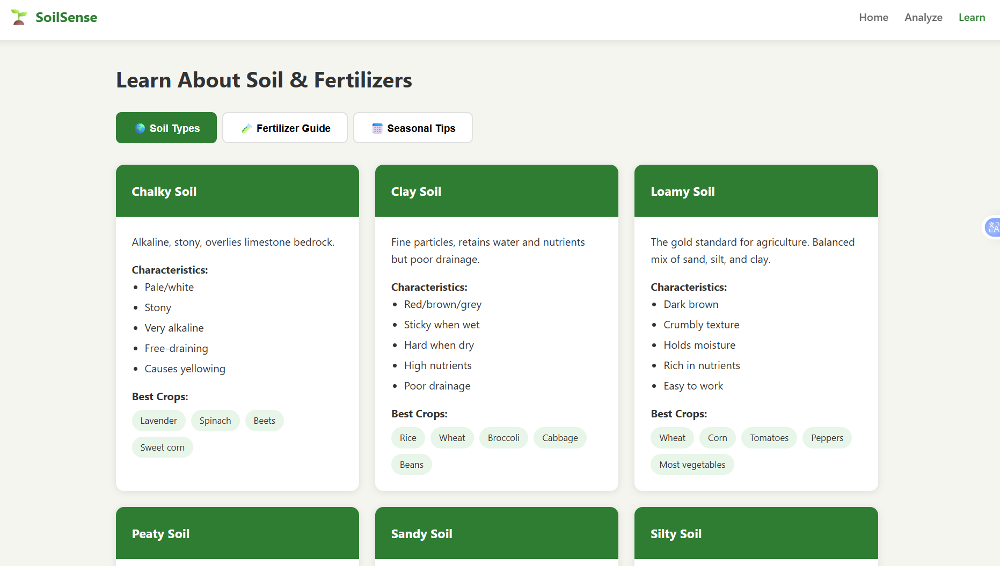 SoilSense
Home
Analyze
Learn
Learn About Soil & Fertilizers
Soil Types
Fertilizer Guide
Seasonal Tips
Chalky Soil
Alkaline, stony, overlies limestone bedrock.
Characteristics:
Pale/white
Stony
Very alkaline
Free-draining
Causes yellowing
Best Crops:
Lavender
Spinach
Beets
Sweet corn
Clay Soil
Fine particles, retains water and nutrients
but poor drainage.
Characteristics:
Red/brown/grey
Sticky when wet
Hard when dry
High nutrients
Poor drainage
Best Crops:
Rice
Wheat
Broccoli
Cabbage
Beans
Loamy Soil
The gold standard for agriculture. Balanced
mix of sand, silt, and clay.
Characteristics:
Dark brown
Crumbly texture
Holds moisture
Rich in nutrients
Easy to work
Best Crops:
Wheat
Corn
Tomatoes
Peppers
Most vegetables
Peaty Soil
Sandy Soil
Silty Soil